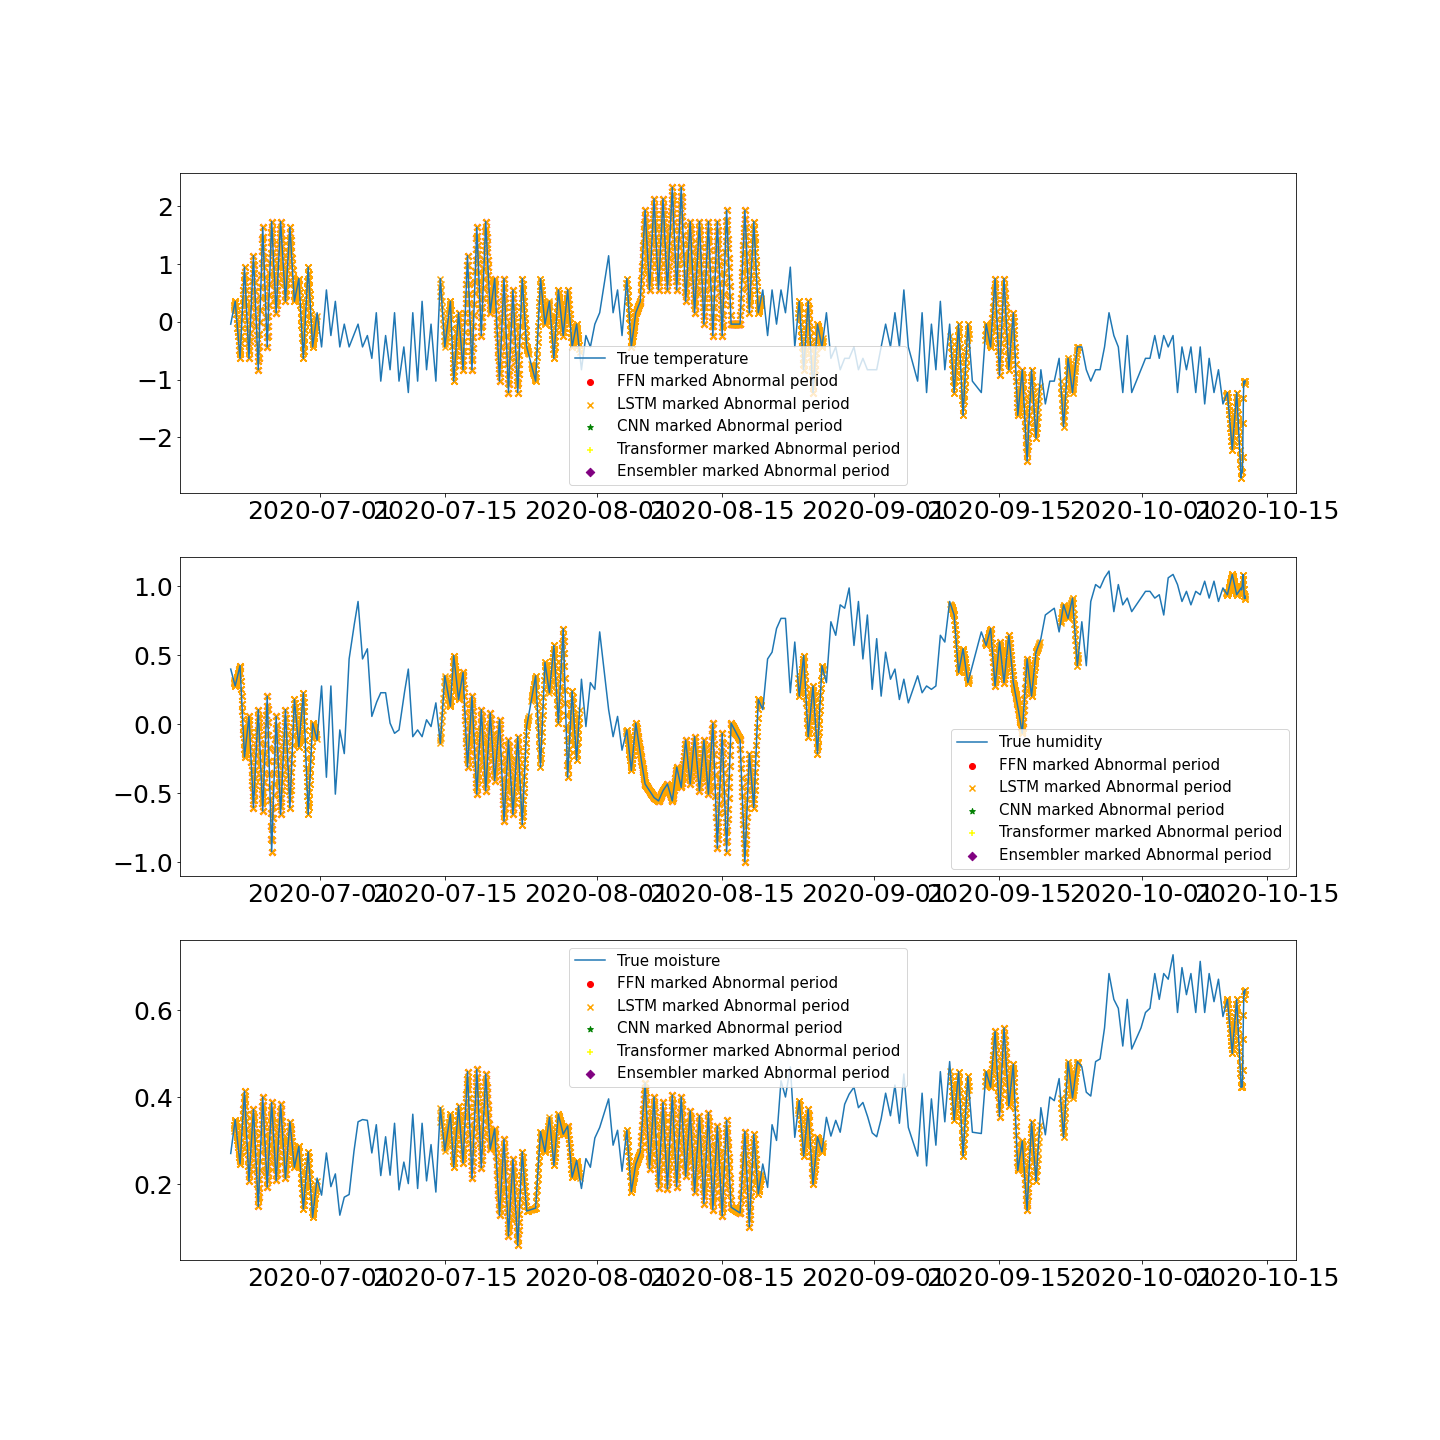 2
1
0
−1
−2
True temperature
FFN marked Abnormal period
LSTM marked Abnormal period
CNN marked Abnormal period
Transformer marked Abnormal period
Ensembler marked Abnormal period
2020-07-01 2020-07-15 2020-08-01 2020-08-15 2020-09-01 2020-09-15 2020-10-01 2020-10-15
1.0
0.5
0.0
−0.5
−1.0
True humidity
FFN marked Abnormal period
LSTM marked Abnormal period
CNN marked Abnormal period
Transformer marked Abnormal period
Ensembler marked Abnormal period
2020-07-01 2020-07-15 2020-08-01 2020-08-15 2020-09-01 2020-09-15 2020-10-01 2020-10-15
True moisture
FFN marked Abnormal period
LSTM marked Abnormal period
CNN marked Abnormal period
Transformer marked Abnormal period
Ensembler marked Abnormal period
0.6
0.4
0.2
2020-07-01 2020-07-15 2020-08-01 2020-08-15 2020-09-01 2020-09-15 2020-10-01 2020-10-15